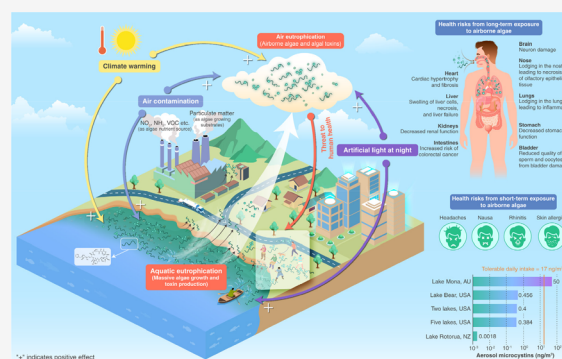 Air eutrophication
(Airborne algae and algal toxins)
Climate warming
Air contamination
NOx, NH3, VOC etc.
(as algae nutrient source)
Particulate matter
(as algae growing
substrates)
Threat to
human health
Artificial light at night
Aquatic eutrophication
(Massive algae growth and
toxin production)
"+" indicates positive effect
Health risks from long-term exposure
to airborne algae
Brain
Neuron damage
Nose
Lodging in the nose
leading to necrosis
of olfactory epithel
tissue
Heart
Cardiac hypertrophy
and fibrosis
Lungs
Lodging in the lung
leading to inflamm
Liver
Swelling of liver cells,
necrosis,
and liver failure
Stomach
Decreased stomac
function
Kidneys
Decreased renal function
Intestines
Increased risk of
colorectal cancer
Bladder
Reduced quality of
sperm and oocytes
from bladder dama
Health risks from short-term exposure
to airborne algae
Headaches
Nausa
Rhinitis
Skin allerg
Tolerable daily intake = 17 ng/m
Lake Mona, AU
50
Lake Bear, USA
0.456
Two lakes, USA
0.4
Five lakes, USA
0.384
Lake Rotorua, NZ
0.0018
Aerosol microcystins (ng/m³)